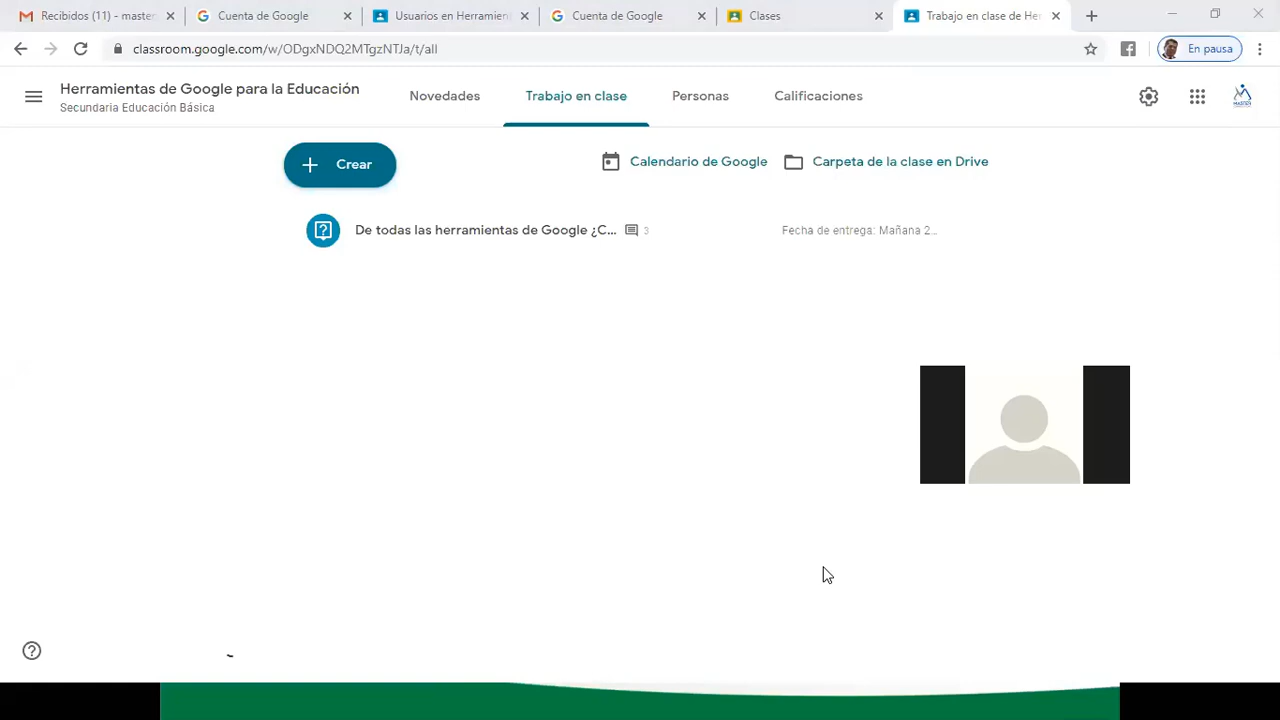 Recibidos (11) - master
Cuenta de Google
Usuarios en Herramien
Cuenta de Google
Clases
Trabajo en clase de He
classroom.google.com/w/ODgxNDQ2MTgzNTJa/t/all
En pausa
Herramientas de Google para la Educación
Secundaria Educación Básica
Novedades
Trabajo en clase
Personas
Calificaciones
Crear
Calendario de Google
Carpeta de la clase en Drive
De todas las herramientas de Google ¿C...
3
Fecha de entrega: Mañana 2...